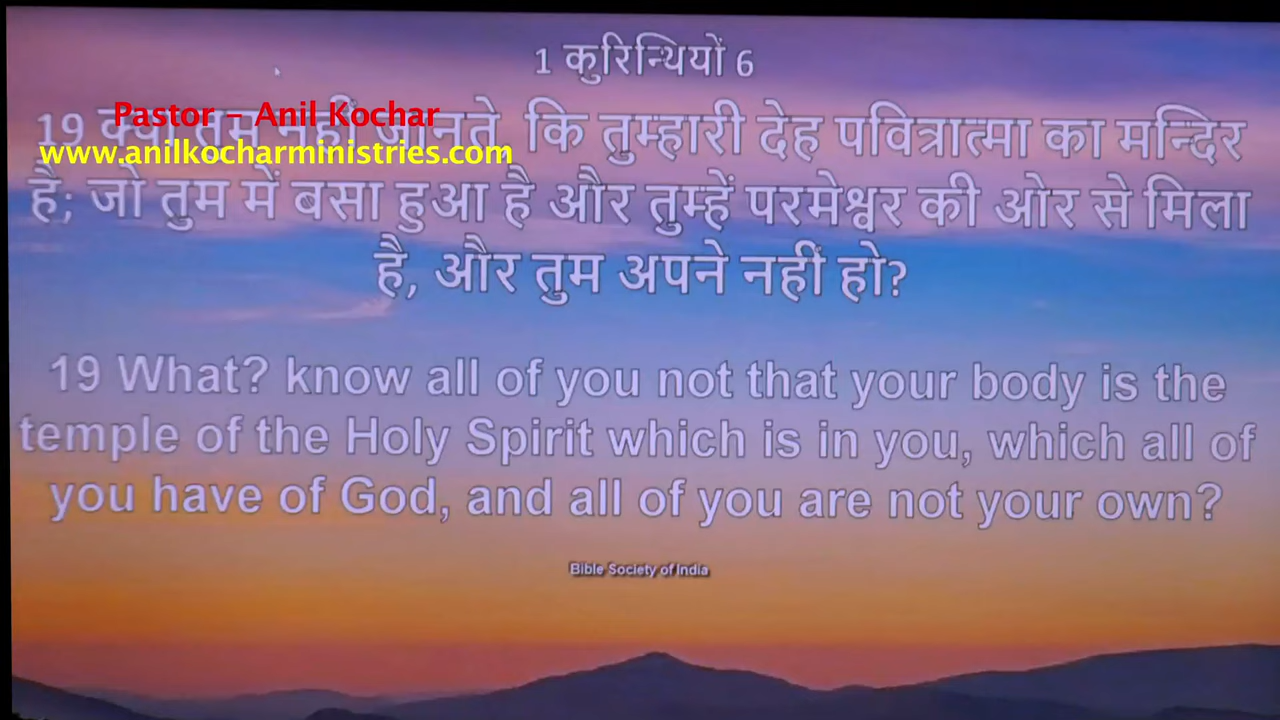 1 कुरिन्थियों 6
Pastor - Anil Kochar
19 क्या तुम नहीं जानते, कि तुम्हारी देह पवित्रात्मा का मन्दिर
www.anilkocharministries.com
है; जो तुम में बसा हुआ है और तुम्हें परमेश्वर की ओर से मिला
है, और तुम अपने नहीं हो?
19 What? know all of you not that your body is the
temple of the Holy Spirit which is in you, which all of
you have of God, and all of you are not your own?
Bible Society of India